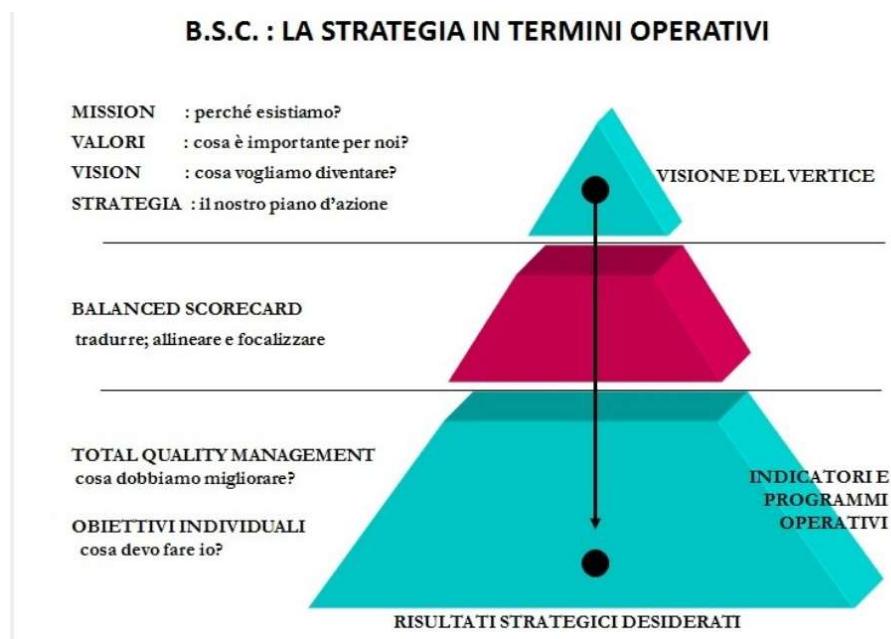 B.S.C. : LA STRATEGIA IN TERMINI OPERATIVI
MISSION : perché esistiamo?
VALORI : cosa è importante per noi?
VISION : cosa vogliamo diventare?
STRATEGIA : il nostro piano d'azione
VISIONE DEL VERTICE
BALANCED SCORECARD
tradurre; allineare e focalizzare
TOTAL QUALITY MANAGEMENT
cosa dobbiamo migliorare?
OBIETTIVI INDIVIDUALI
cosa devo fare io?
INDICATORI E
PROGRAMMI
OPERATIVI
RISULTATI STRATEGICI DESIDERATI